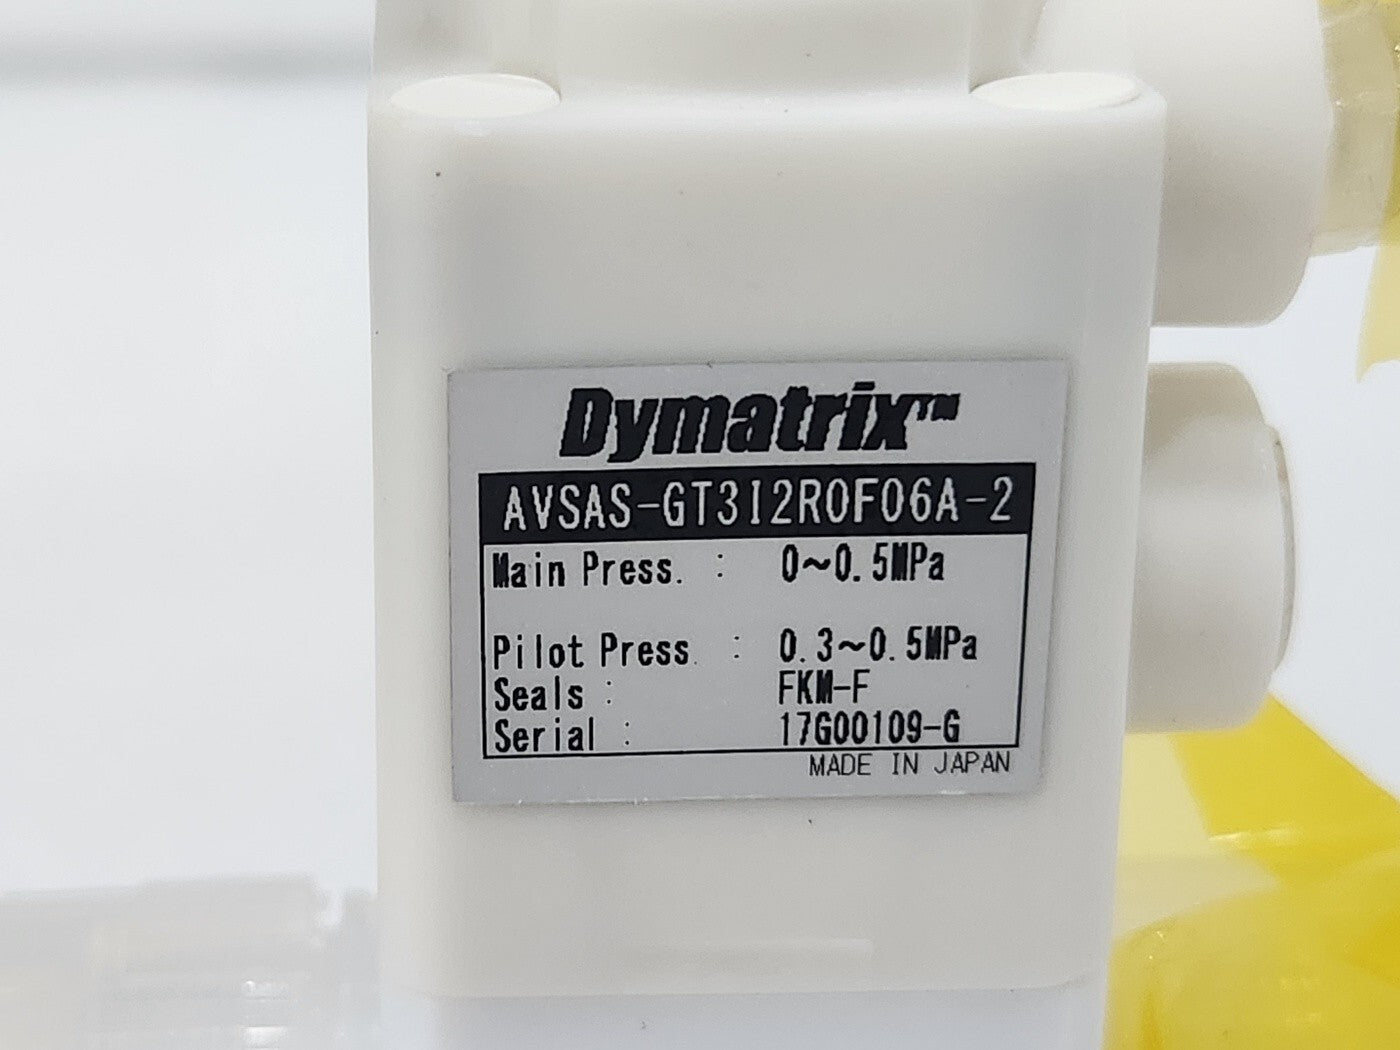 Dymatrix™
AVSAS-GT3I2R0F06A-2
Main Press. : 0~0.5MPa
Pilot Press. : 0.3~0.5MPa
Seals : FKM-F
Serial : 17G00109-G
MADE IN JAPAN